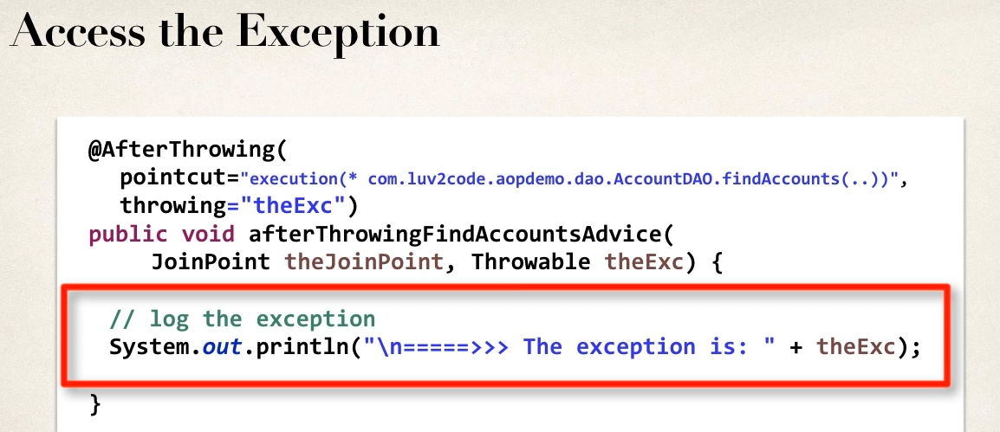 Access the Exception
@AfterThrowing(
pointcut="execution(* com.luv2code.aopdemo.dao.AccountDAO.findAccounts(..))",
throwing="theExc")
public void afterThrowingFindAccountsAdvice(
JoinPoint theJoinPoint, Throwable theExc) {
// log the exception
System.out.println("\n=====>>> The exception is: " + theExc);
}